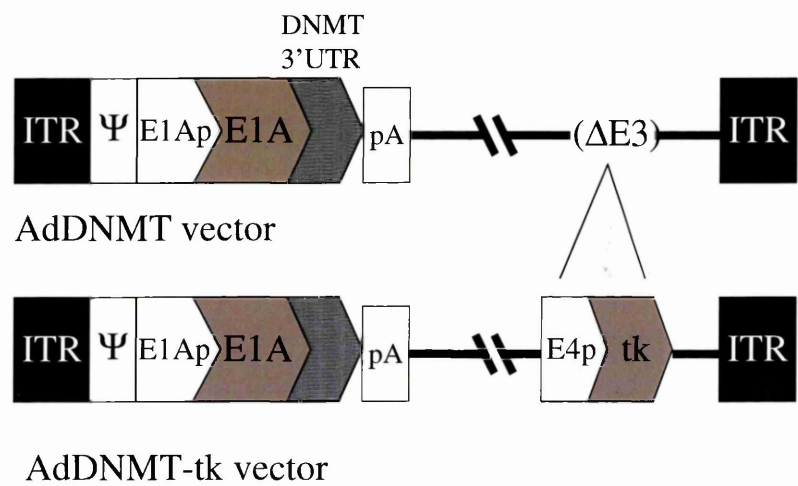 DNMT
3'UTR
ITR Ψ E1Ap E1A pA (ΔE3) ITR
AdDNMT vector
ITR Ψ E1Ap E1A pA E4p tk ITR
AdDNMT-tk vector